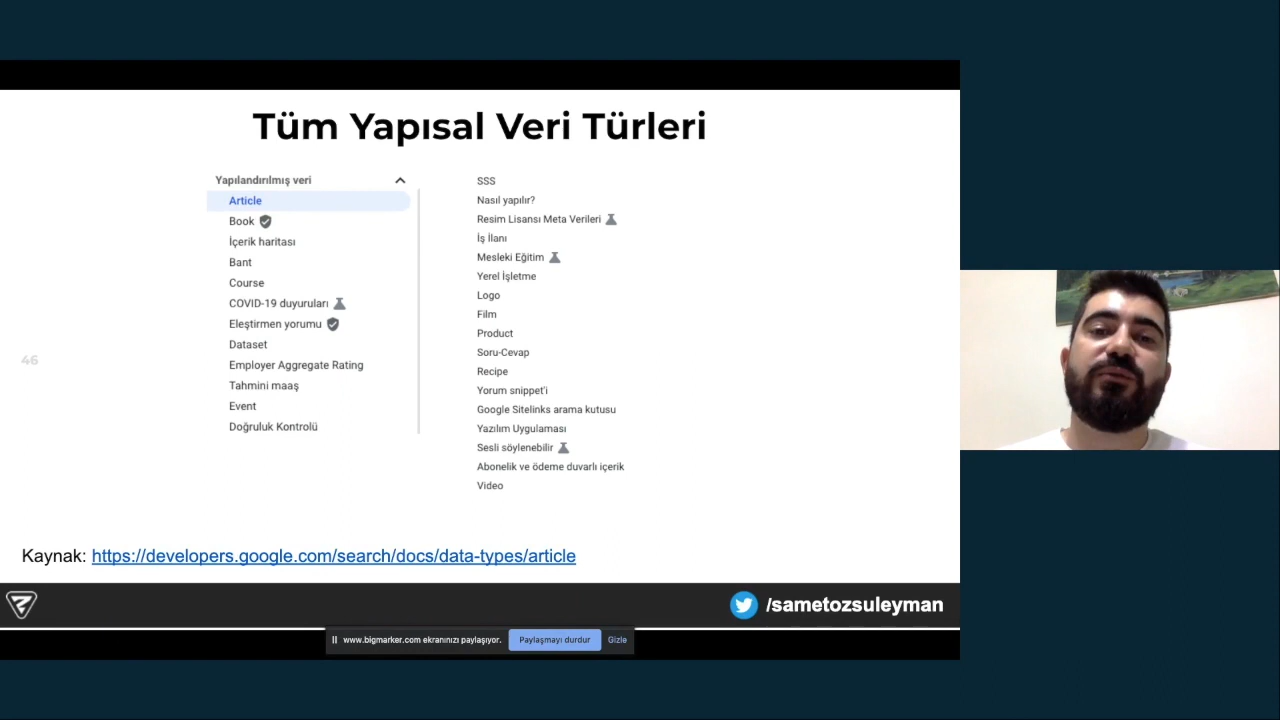 Tüm Yapısal Veri Türleri
Yapılandırılmış veri
Article
Book
İçerik haritası
Bant
Course
COVID-19 duyuruları
Eleştirmen yorumu
Dataset
Employer Aggregate Rating
Tahmini maaş
Event
Doğruluk Kontrolü
SSS
Nasıl yapılır?
Resim Lisansı Meta Verileri
İş İlanı
Mesleki Eğitim
Yerel İşletme
Logo
Film
Product
Soru-Cevap
Recipe
Yorum snippet'i
Google Sitelinks arama kutusu
Yazılım Uygulaması
Sesli söylenebilir
Abonelik ve ödeme duvarlı içerik
Video
46
Kaynak: https://developers.google.com/search/docs/data-types/article
/sametozsuleyman
www.bigmarker.com ekranınızı paylaşıyor. Paylaşmayı durdur Gizle